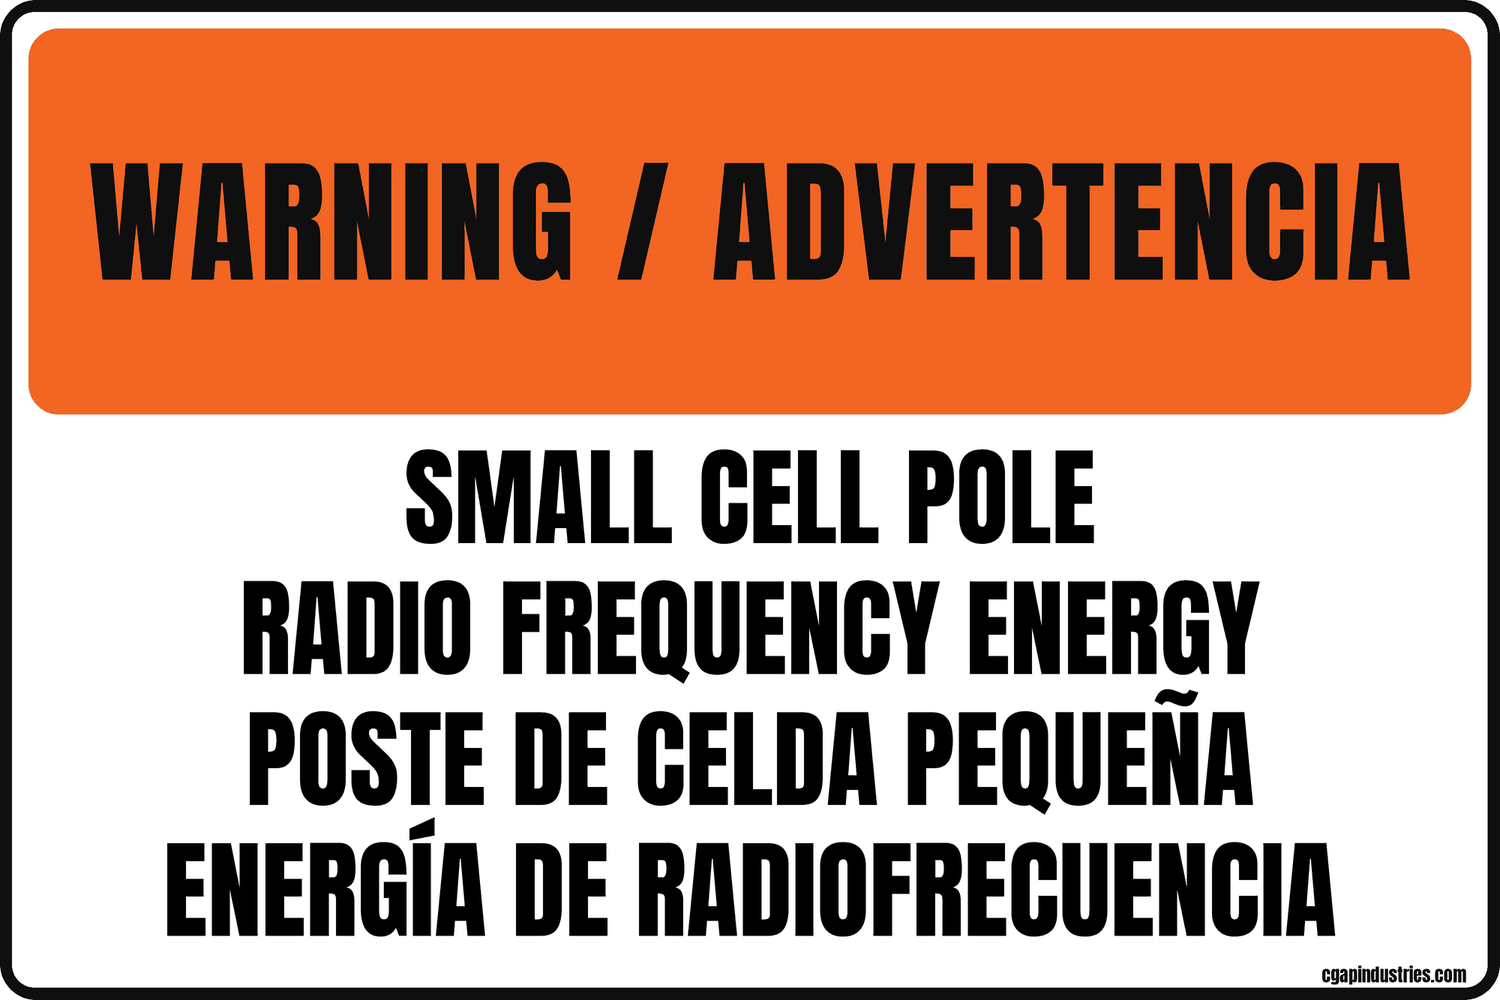 WARNING / ADVERTENCIA
SMALL CELL POLE
RADIO FREQUENCY ENERGY
POSTE DE CELDA PEQUEÑA
ENERGÍA DE RADIOFRECUENCIA
cgapindustries.com